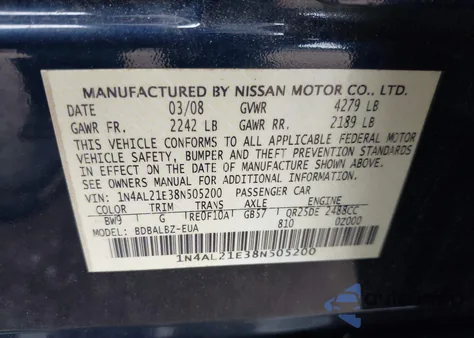 MANUFACTURED BY NISSAN MOTOR CO., LTD.
DATE 03/08 GVWR 4279 LB
GAWR FR. 2242 LB GAWR RR. 2189 LB
THIS VEHICLE CONFORMS TO ALL APPLICABLE FEDERAL MOTOR
VEHICLE SAFETY, BUMPER AND THEFT PREVENTION STANDARDS
IN EFFECT ON THE DATE OF MANUFACTURE SHOWN ABOVE.
SEE OWNERS MANUAL FOR ADDITIONAL INFORMATION.
VIN: 1N4AL21E38N505200 PASSENGER CAR
COLOR TRIM TRANS AXLE ENGINE
BW9 G RE0F10A GB57 QR25DE 2488CC
MODEL: BDBALBZ-EUA 810 02000
1N4AL21E38N505200